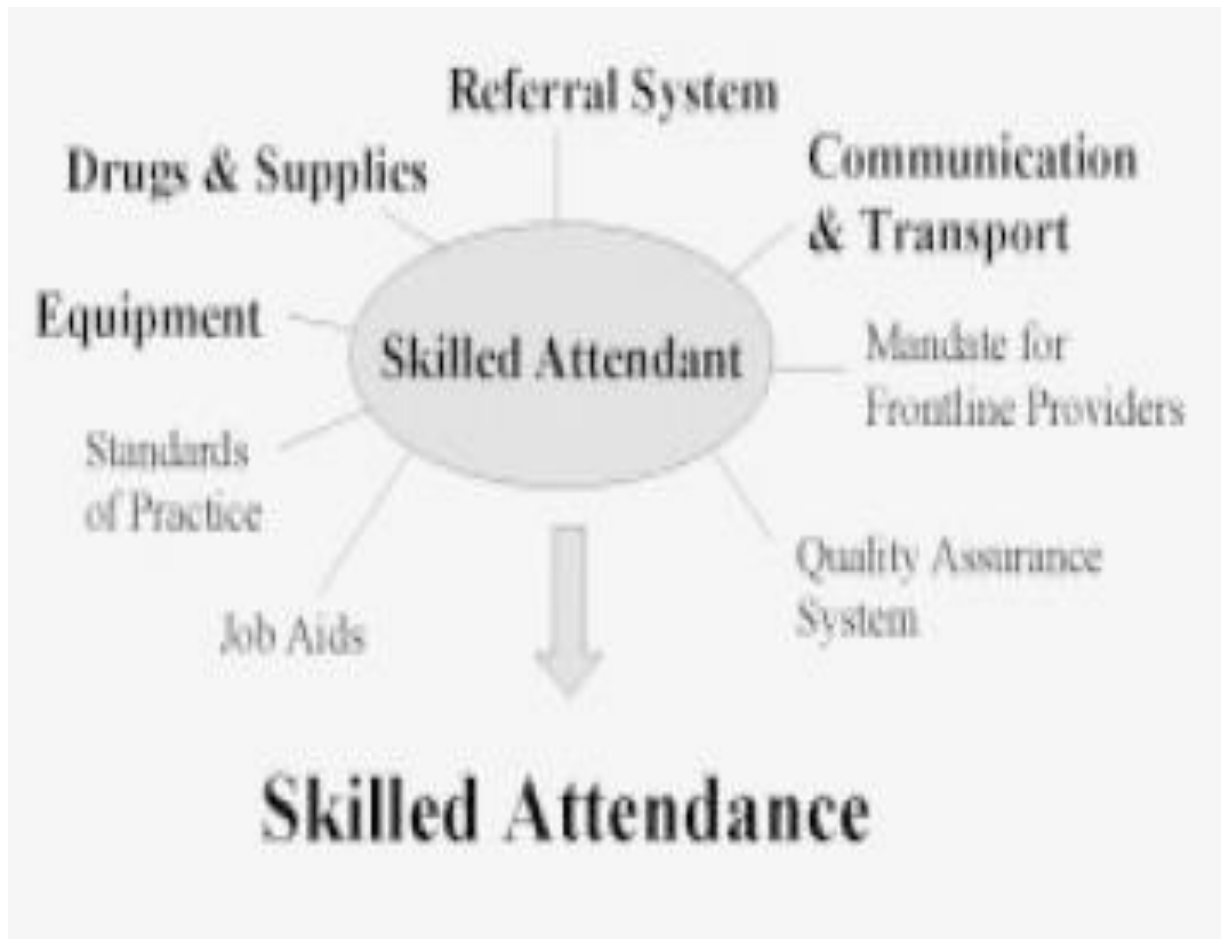 Referral System
Drugs & Supplies
Communication
& Transport
Equipment
Skilled Attendant
Mandate for
Frontline Providers
Standards
of Practice
Quality Assurance
System
Job Aids
Skilled Attendance